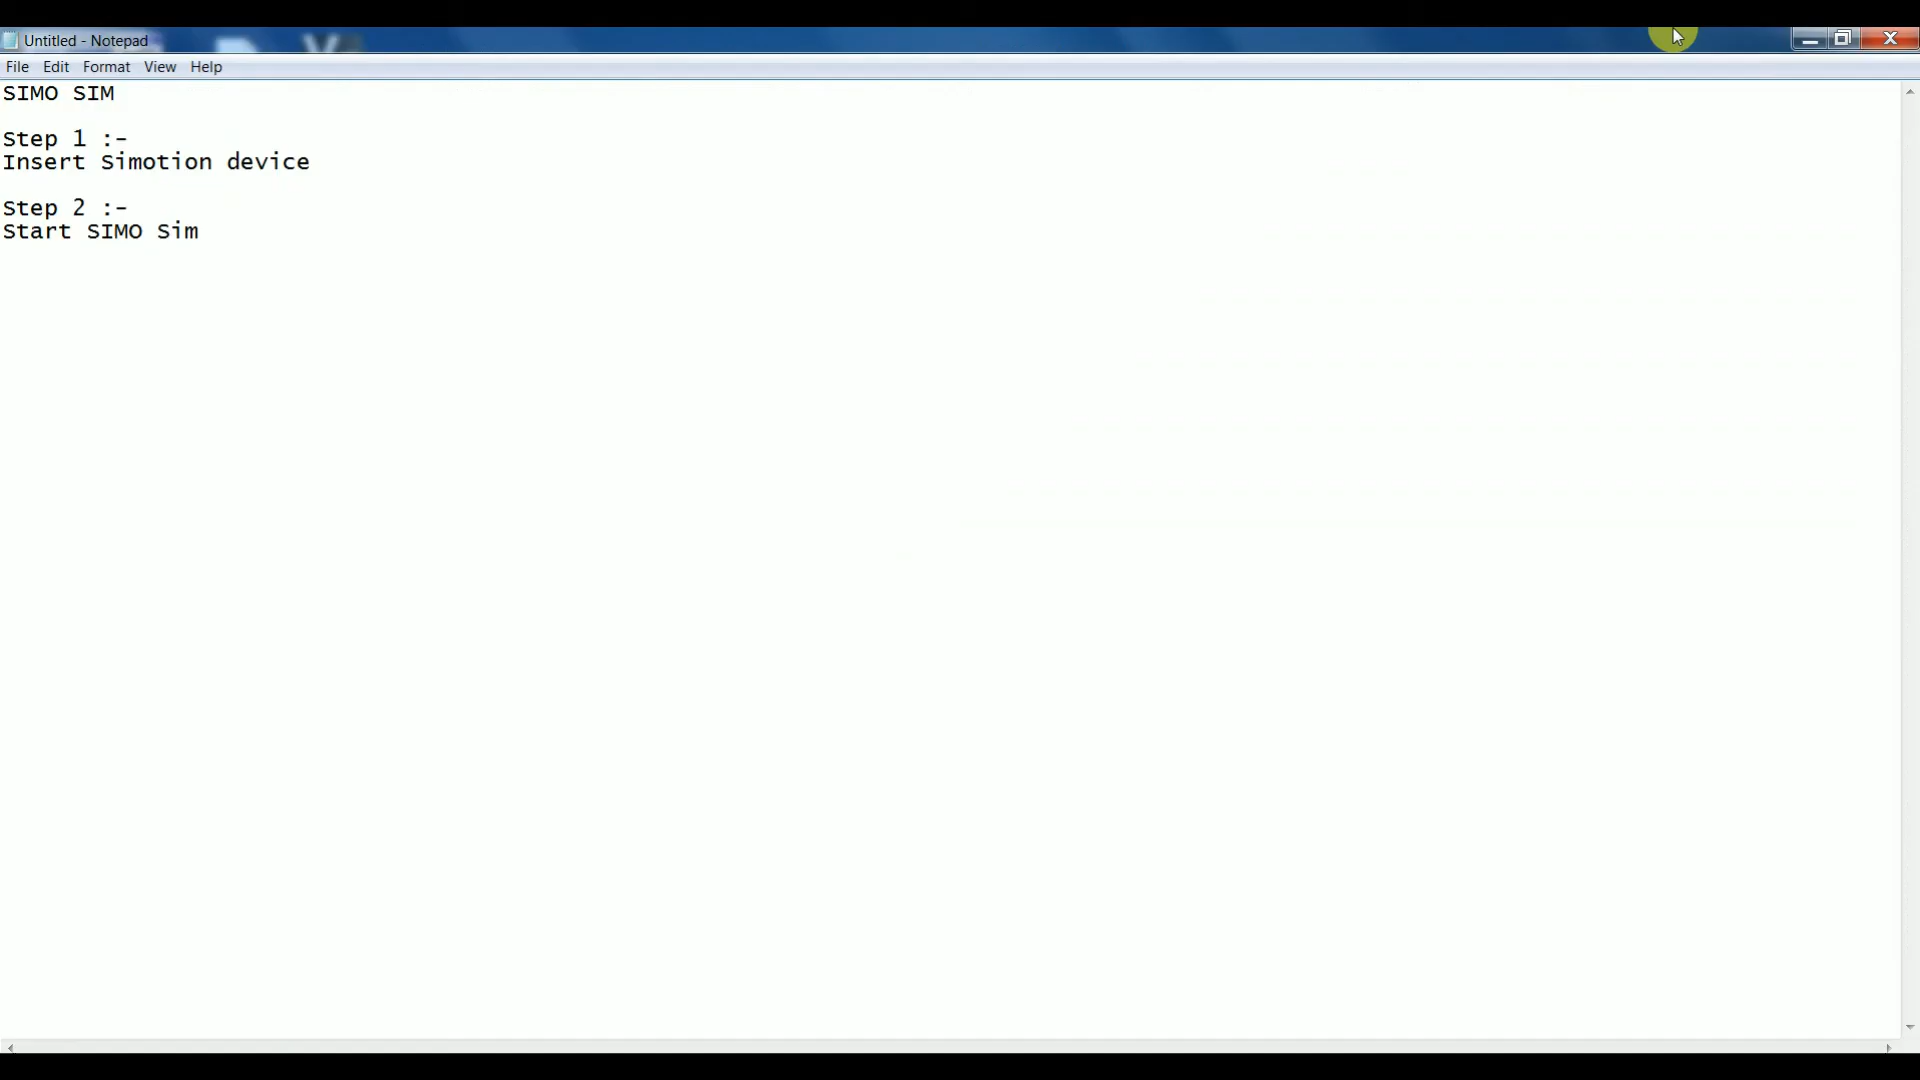 Untitled - Notepad
File Edit Format View Help
SIMO SIM
Step 1 :-
Insert Simotion device
Step 2 :-
Start SIMO Sim